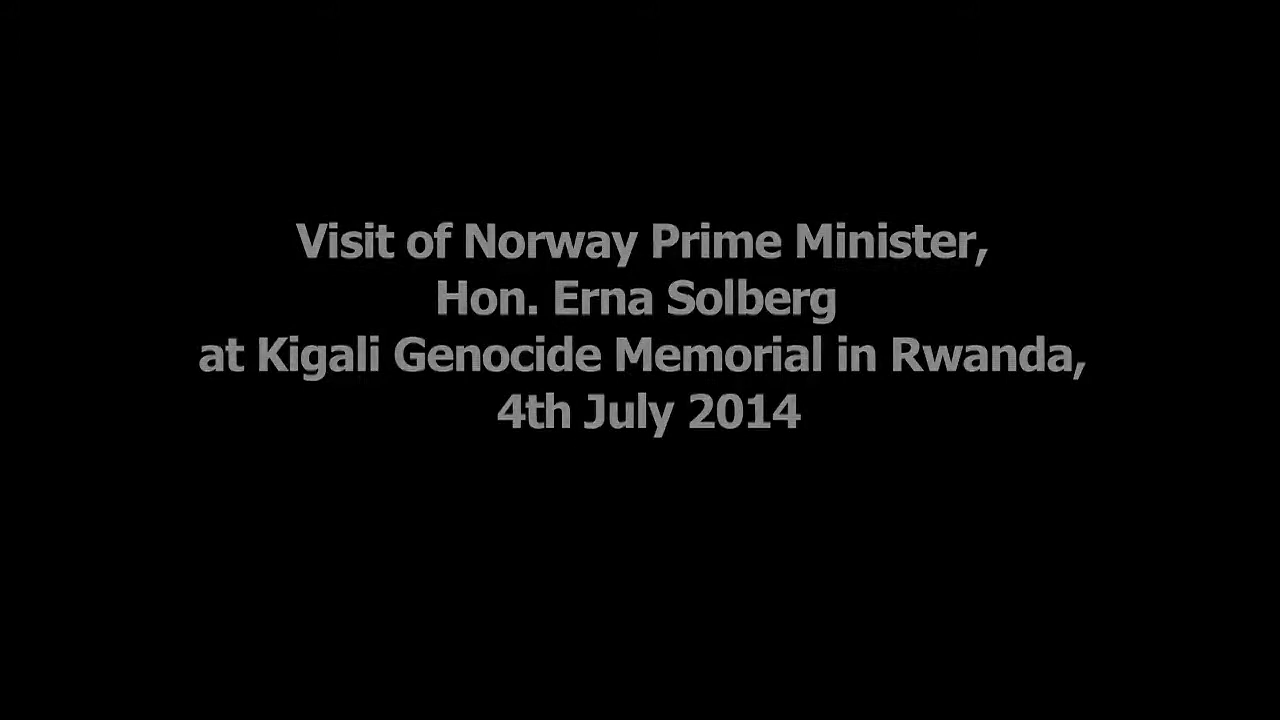 Visit of Norway Prime Minister,
Hon. Erna Solberg
at Kigali Genocide Memorial in Rwanda,
4th July 2014